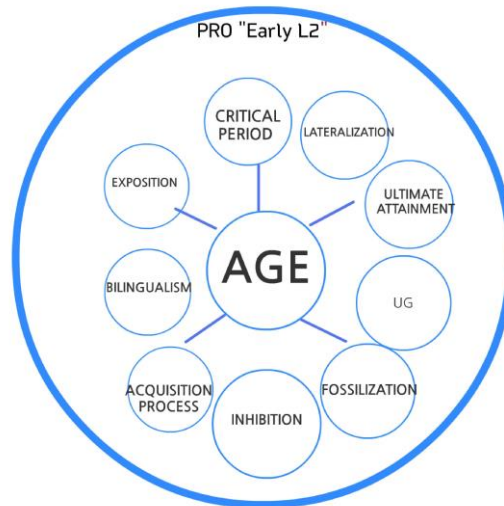 PRO "Early L2"
CRITICAL
PERIOD
LATERALIZATION
EXPOSITION
ULTIMATE
ATTAINMENT
AGE
BILINGUALISM
UG
ACQUISITION
PROCESS
FOSSILIZATION
INHIBITION